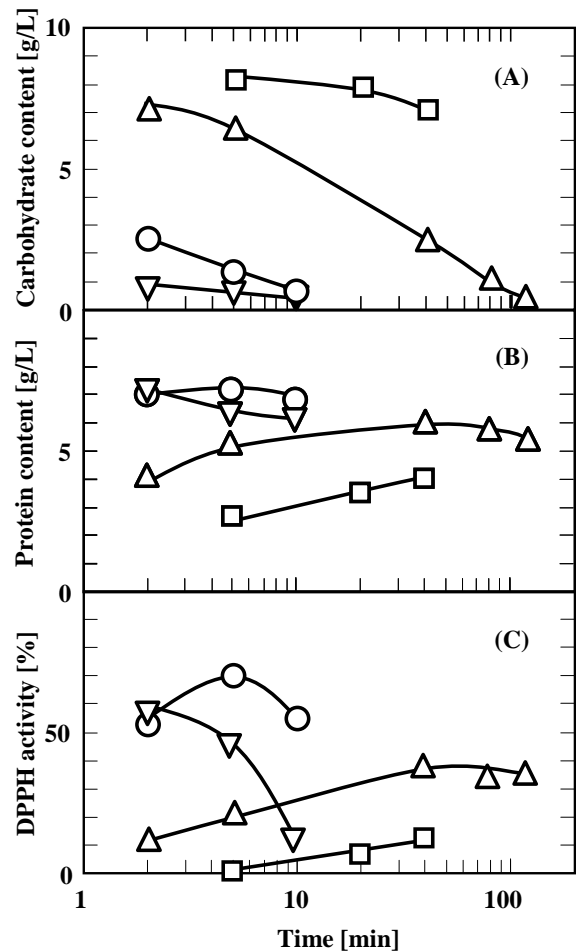 10
(A)
Carbohydrate content [g/L]
5
0
(B)
Protein content [g/L]
5
0
(C)
DPPH activity [%]
50
0
1 10 100
Time [min]